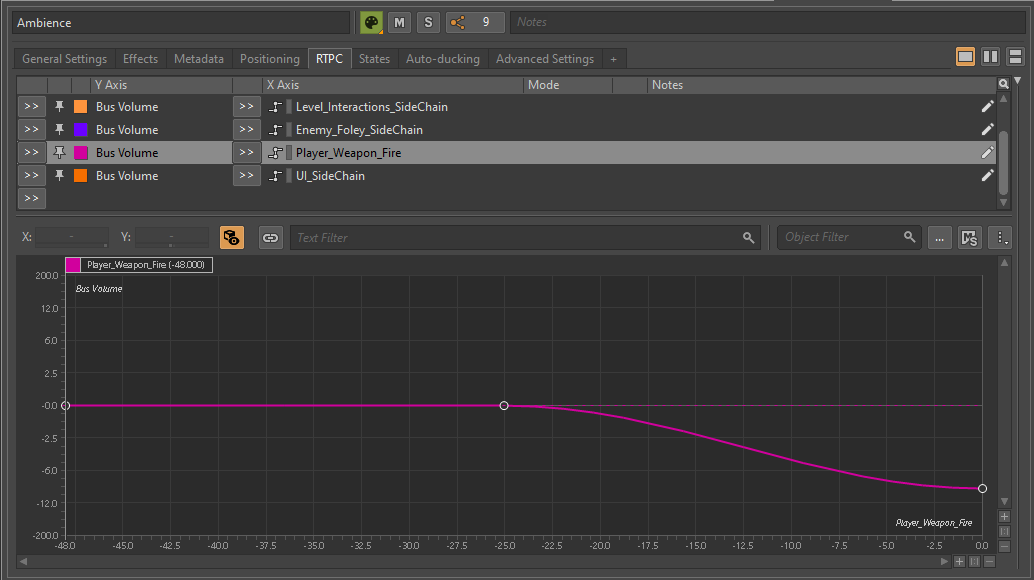 Ambience M S 9 Notes
General Settings Effects Metadata Positioning RTPC States Auto-ducking Advanced Settings +
Y Axis X Axis Mode Notes
>> Bus Volume >> Level_Interactions_SideChain
>> Bus Volume >> Enemy_Foley_SideChain
>> Bus Volume >> Player_Weapon_Fire
>> Bus Volume >> UI_SideChain
>>
X: - Y: - Text Filter Object Filter ... MS
Player_Weapon_Fire (-48.000)
200.0
Bus Volume
12.0
6.0
2.5
-0.0
-2.5
-6.0
-12.0
Player_Weapon_Fire
-200.0
-48.0 -45.0 -42.5 -40.0 -37.5 -35.0 -32.5 -30.0 -27.5 -25.0 -22.5 -20.0 -17.5 -15.0 -12.5 -10.0 -7.5 -5.0 -2.5 0.0